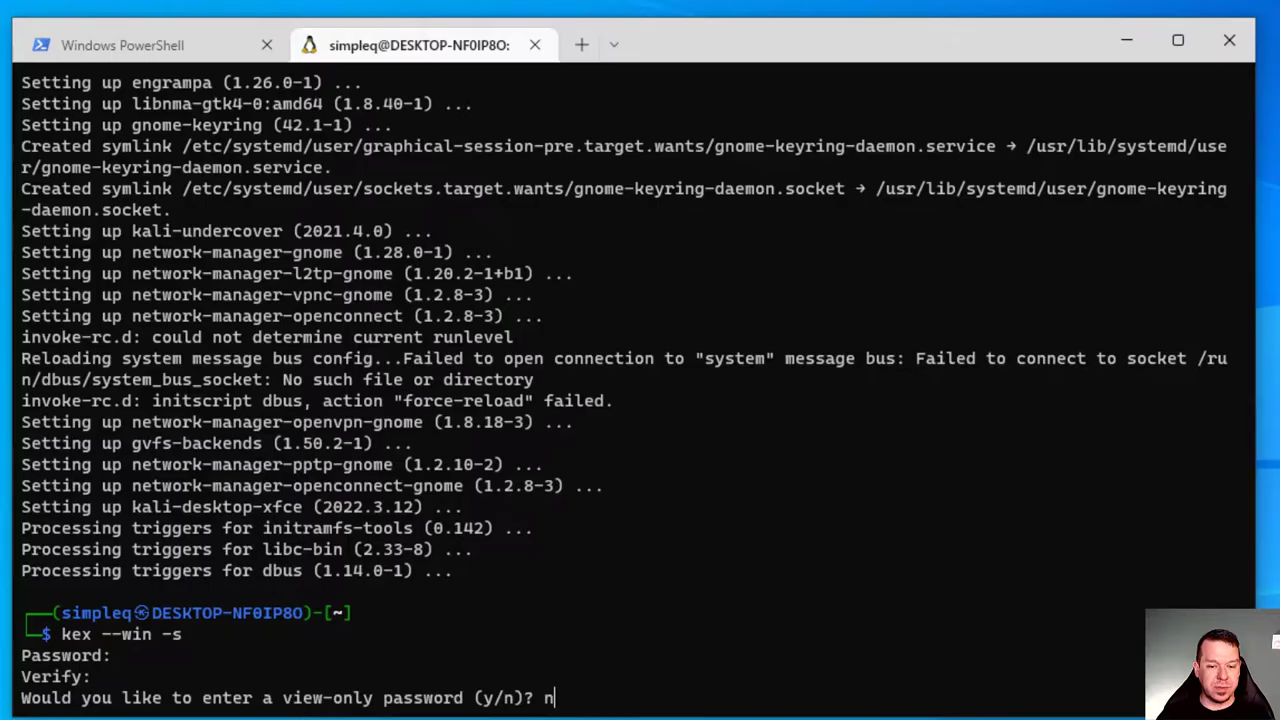 Windows PowerShell
simpleq@DESKTOP-NF0IP8O:
Setting up engrampa (1.26.0-1) ...
Setting up libnma-gtk4-0:amd64 (1.8.40-1) ...
Setting up gnome-keyring (42.1-1) ...
Created symlink /etc/systemd/user/graphical-session-pre.target.wants/gnome-keyring-daemon.service → /usr/lib/systemd/use
r/gnome-keyring-daemon.service.
Created symlink /etc/systemd/user/sockets.target.wants/gnome-keyring-daemon.socket → /usr/lib/systemd/user/gnome-keyring
-daemon.socket.
Setting up kali-undercover (2021.4.0) ...
Setting up network-manager-gnome (1.28.0-1) ...
Setting up network-manager-l2tp-gnome (1.20.2-1+b1) ...
Setting up network-manager-vpnc-gnome (1.2.8-3) ...
Setting up network-manager-openconnect (1.2.8-3) ...
invoke-rc.d: could not determine current runlevel
Reloading system message bus config...Failed to open connection to "system" message bus: Failed to connect to socket /ru
n/dbus/system_bus_socket: No such file or directory
invoke-rc.d: initscript dbus, action "force-reload" failed.
Setting up network-manager-openvpn-gnome (1.8.18-3) ...
Setting up gvfs-backends (1.50.2-1) ...
Setting up network-manager-pptp-gnome (1.2.10-2) ...
Setting up network-manager-openconnect-gnome (1.2.8-3) ...
Setting up kali-desktop-xfce (2022.3.12) ...
Processing triggers for initramfs-tools (0.142) ...
Processing triggers for libc-bin (2.33-8) ...
Processing triggers for dbus (1.14.0-1) ...
┌──(simpleq㉿DESKTOP-NF0IP8O)-[~]
└─$ kex --win -s
Password:
Verify:
Would you like to enter a view-only password (y/n)? n